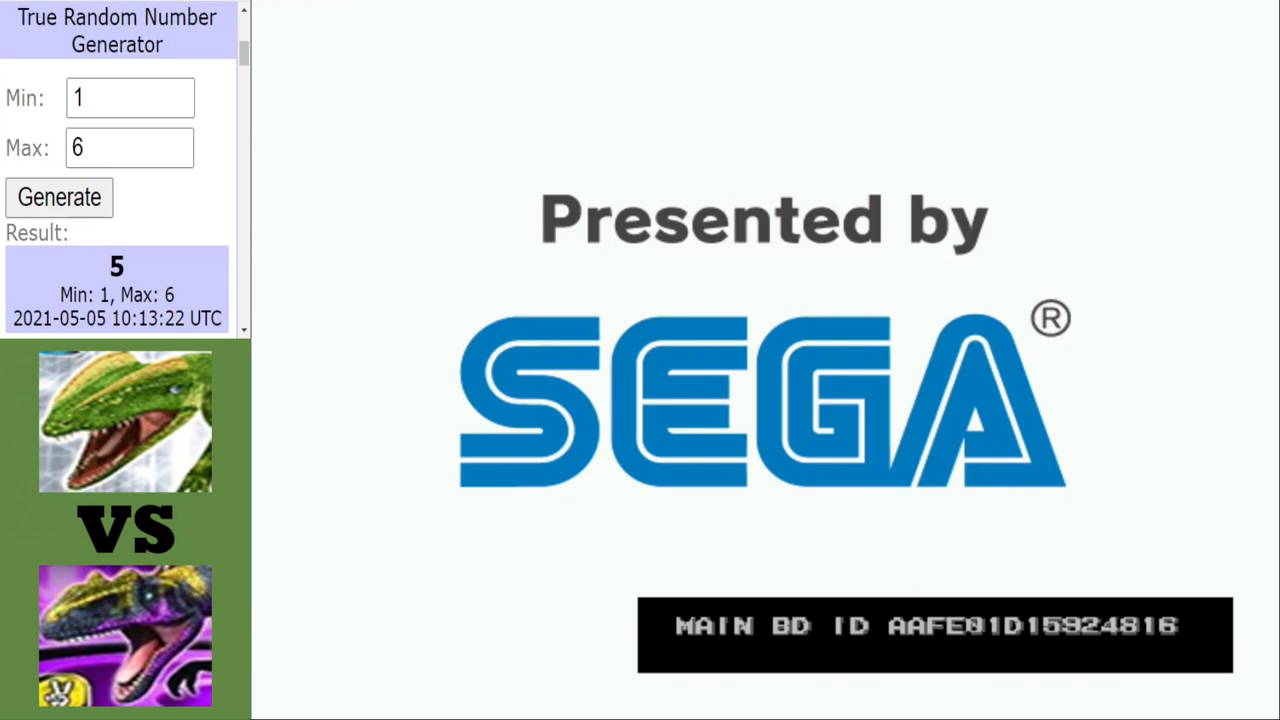 True Random Number
Generator
Min: 1
Max: 6
Generate
Result:
5
Min: 1, Max: 6
2021-05-05 10:13:22 UTC
VS
Presented by
SEGA®
MAIN BD ID AAFE01D15924816